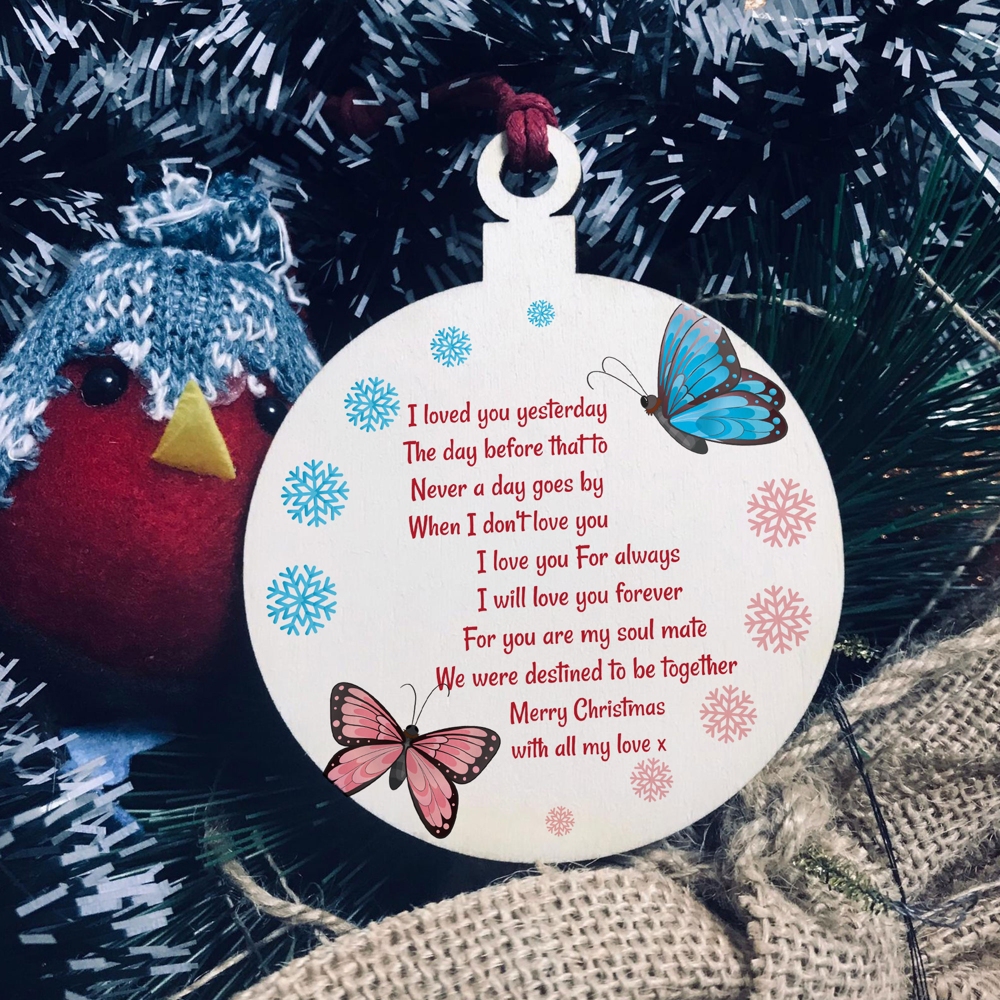 I loved you yesterday
The day before that to
Never a day goes by
When I don't love you
I love you For always
I will love you forever
For you are my soul mate
We were destined to be together
Merry Christmas
with all my love x